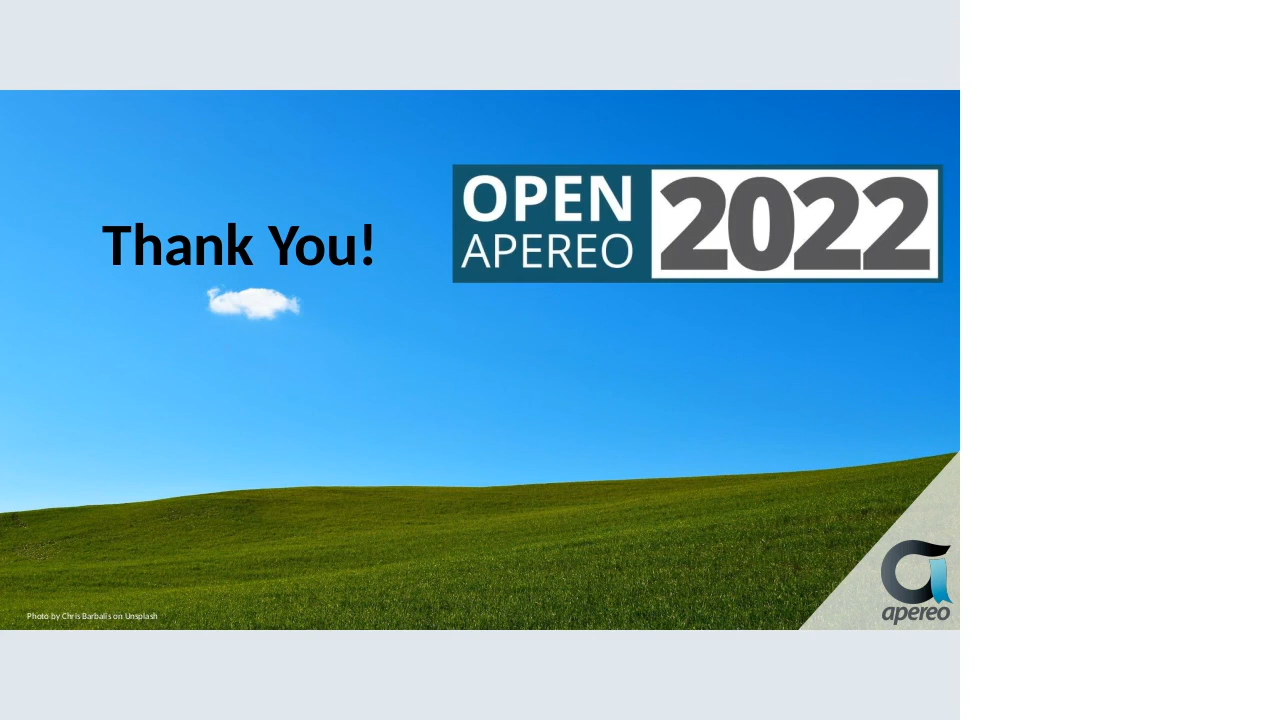 Thank You!
OPEN
APEREO
2022
Photo by Chris Barbalis on Unsplash
apereo